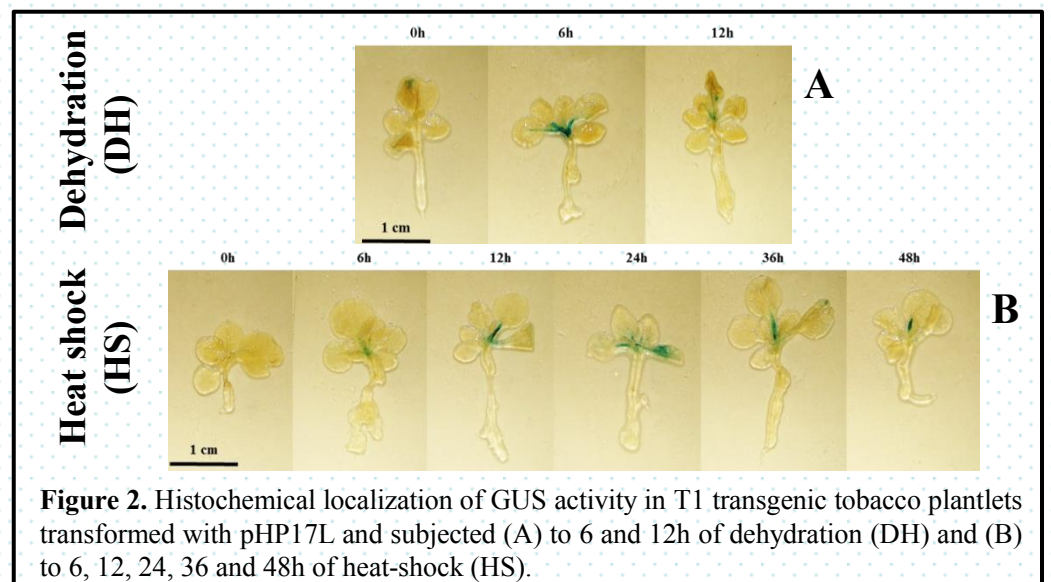 Dehydration
(DH)
0h 6h 12h
A
1 cm
Heat shock
(HS)
0h 6h 12h 24h 36h 48h
B
1 cm
Figure 2. Histochemical localization of GUS activity in T1 transgenic tobacco plantlets
transformed with pHP17L and subjected (A) to 6 and 12h of dehydration (DH) and (B)
to 6, 12, 24, 36 and 48h of heat-shock (HS).